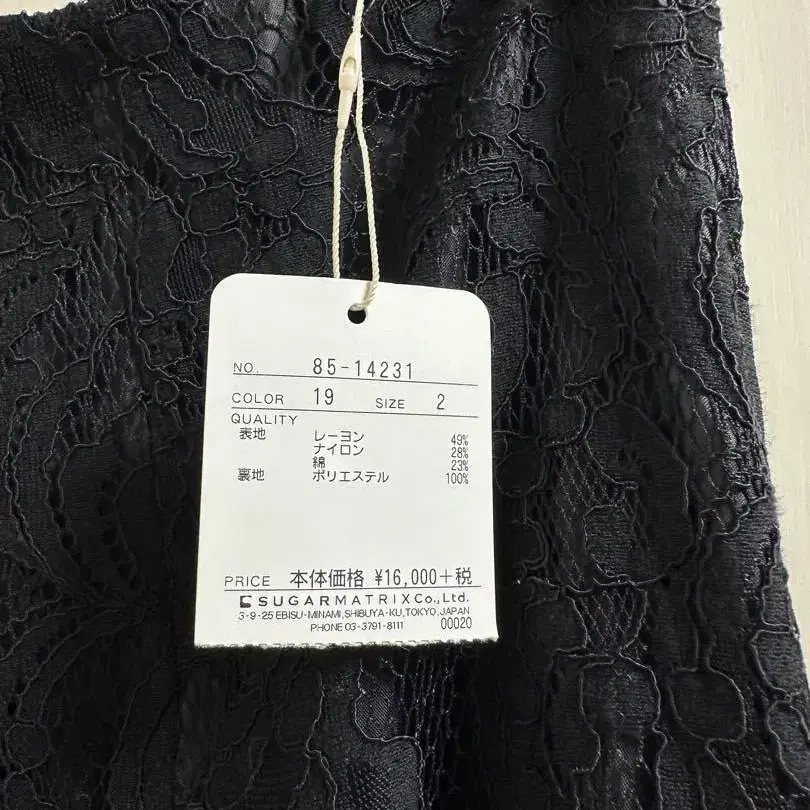 NO. 85-14231
COLOR 19 SIZE 2
QUALITY
表地 レーヨン 49%
ナイロン 28%
綿 23%
裏地 ポリエステル 100%
PRICE 本体価格 ¥16,000+税
SUGARMATRIX Co., Ltd.
3-9-25 EBISU-MINAMI, SHIBUYA-KU, TOKYO, JAPAN
PHONE 03-3791-8111 00020